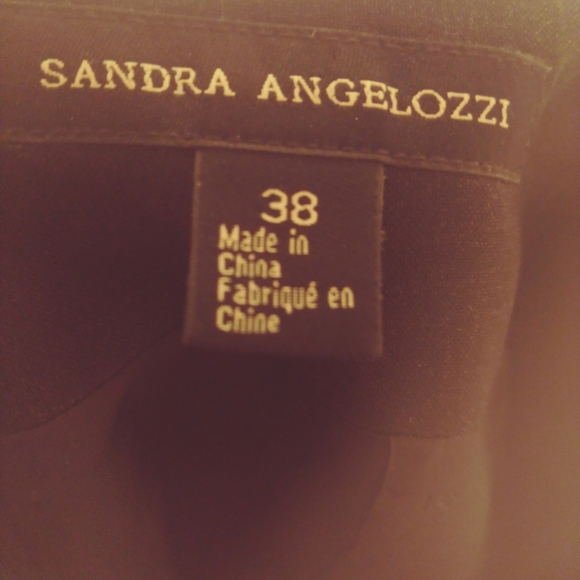 SANDRA ANGELOZZI
38
Made in
China
Fabriqué en
Chine